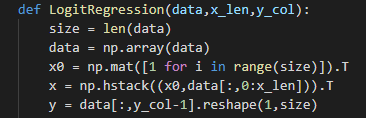 def LogitRegression(data,x_len,y_col):
    size = len(data)
    data = np.array(data)
    x0 = np.mat([1 for i in range(size)]).T
    x = np.hstack((x0,data[:,0:x_len])).T
    y = data[:,y_col-1].reshape(1,size)